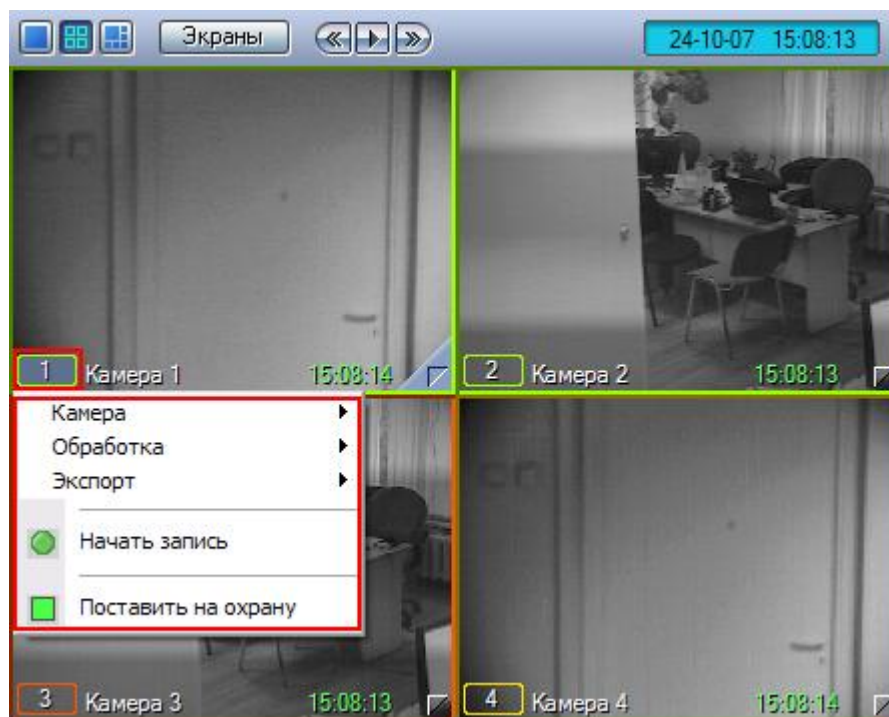 Экраны
24-10-07 15:08:13
1 Камера 1 15:08:14
2 Камера 2 15:08:13
Камера
Обработка
Экспорт
Начать запись
Поставить на охрану
3 Камера 3 15:08:13
4 Камера 4 15:08:14